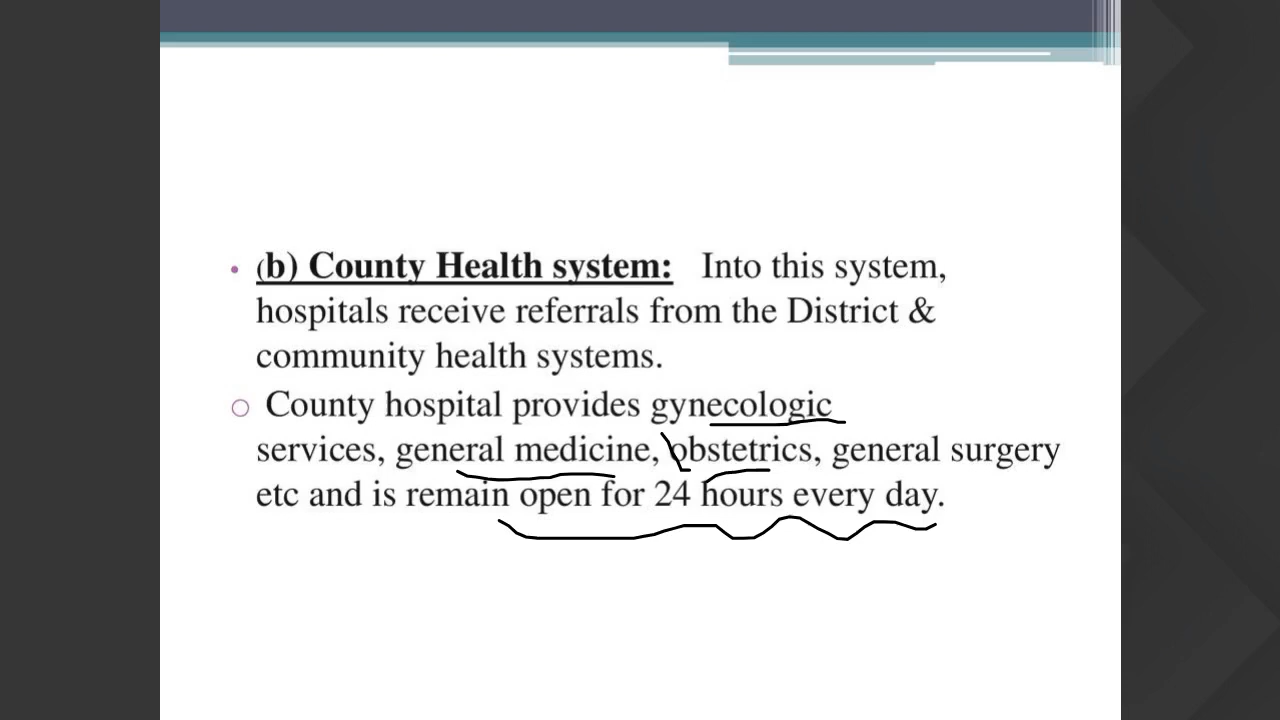 • (b) County Health system: Into this system,
hospitals receive referrals from the District &
community health systems.
○ County hospital provides gynecologic
services, general medicine, obstetrics, general surgery
etc and is remain open for 24 hours every day.